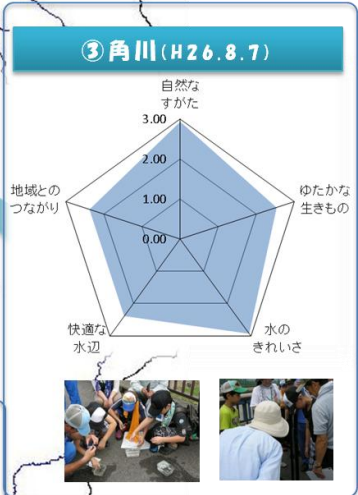 ③角川(H26.8.7)
自然な
すがた
3.00
2.00
1.00
0.00
地域との
つながり
ゆたかな
生きもの
快適な
水辺
水の
きれいさ